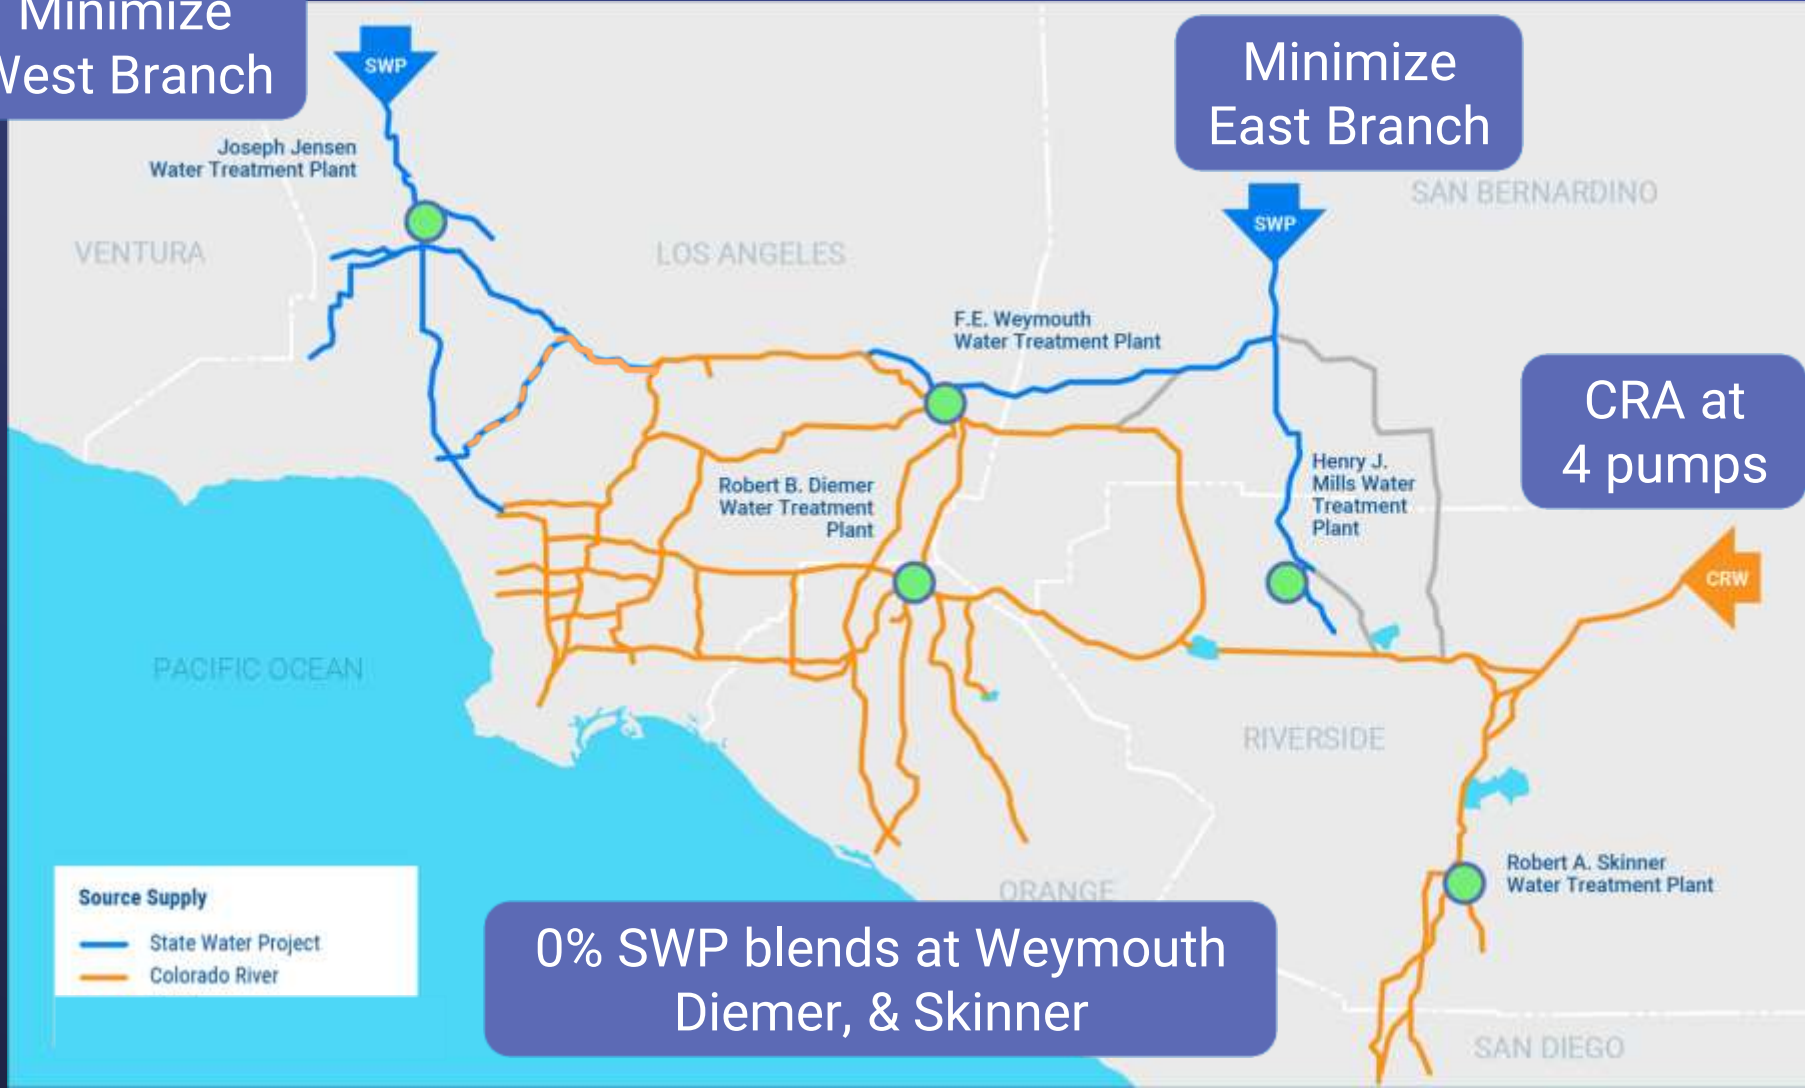 Minimize
West Branch
SWP
Minimize
East Branch
Joseph Jensen
Water Treatment Plant
SWP
SAN BERNARDINO
VENTURA
LOS ANGELES
F.E. Weymouth
Water Treatment Plant
CRA at
4 pumps
Henry J.
Mills Water
Treatment
Plant
Robert B. Diemer
Water Treatment
Plant
CRW
PACIFIC OCEAN
RIVERSIDE
Robert A. Skinner
Water Treatment Plant
ORANGE
Source Supply
State Water Project
Colorado River
0% SWP blends at Weymouth
Diemer, & Skinner
SAN DIEGO